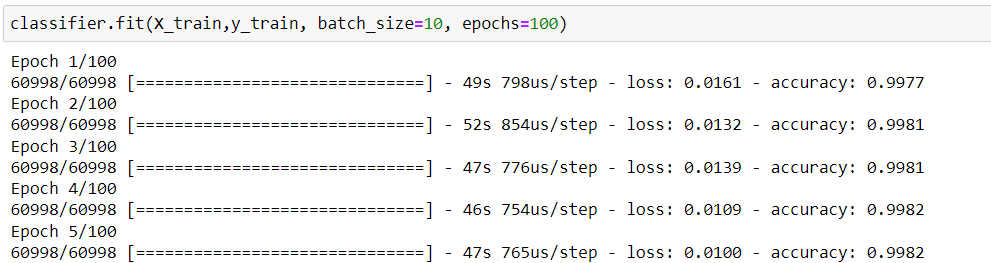 classifier.fit(X_train,y_train, batch_size=10, epochs=100)
Epoch 1/100
60998/60998 [==============================] - 49s 798us/step - loss: 0.0161 - accuracy: 0.9977
Epoch 2/100
60998/60998 [==============================] - 52s 854us/step - loss: 0.0132 - accuracy: 0.9981
Epoch 3/100
60998/60998 [==============================] - 47s 776us/step - loss: 0.0139 - accuracy: 0.9981
Epoch 4/100
60998/60998 [==============================] - 46s 754us/step - loss: 0.0109 - accuracy: 0.9982
Epoch 5/100
60998/60998 [==============================] - 47s 765us/step - loss: 0.0100 - accuracy: 0.9982